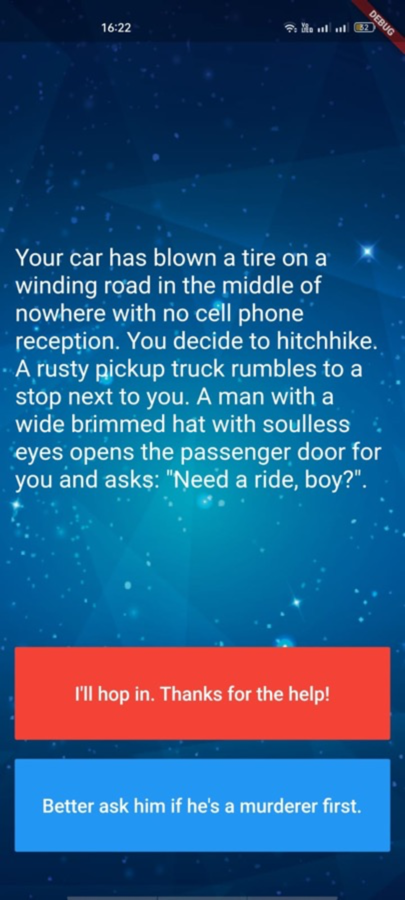 16:22
DEBUG
Your car has blown a tire on a
winding road in the middle of
nowhere with no cell phone
reception. You decide to hitchhike.
A rusty pickup truck rumbles to a
stop next to you. A man with a
wide brimmed hat with soulless
eyes opens the passenger door for
you and asks: "Need a ride, boy?".
I'll hop in. Thanks for the help!
Better ask him if he's a murderer first.